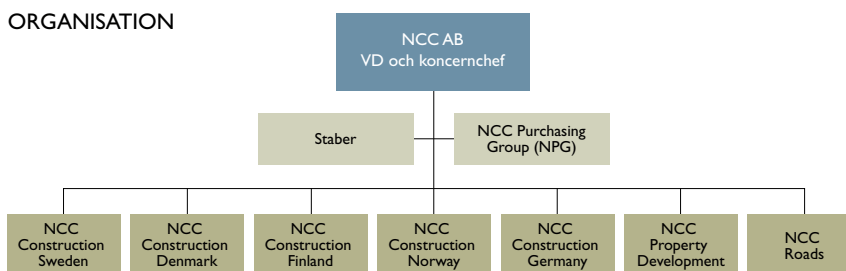 ORGANISATION
NCC AB
VD och koncernchef
Staber
NCC Purchasing
Group (NPG)
NCC
Construction
Sweden
NCC
Construction
Denmark
NCC
Construction
Finland
NCC
Construction
Norway
NCC
Construction
Germany
NCC
Property
Development
NCC
Roads